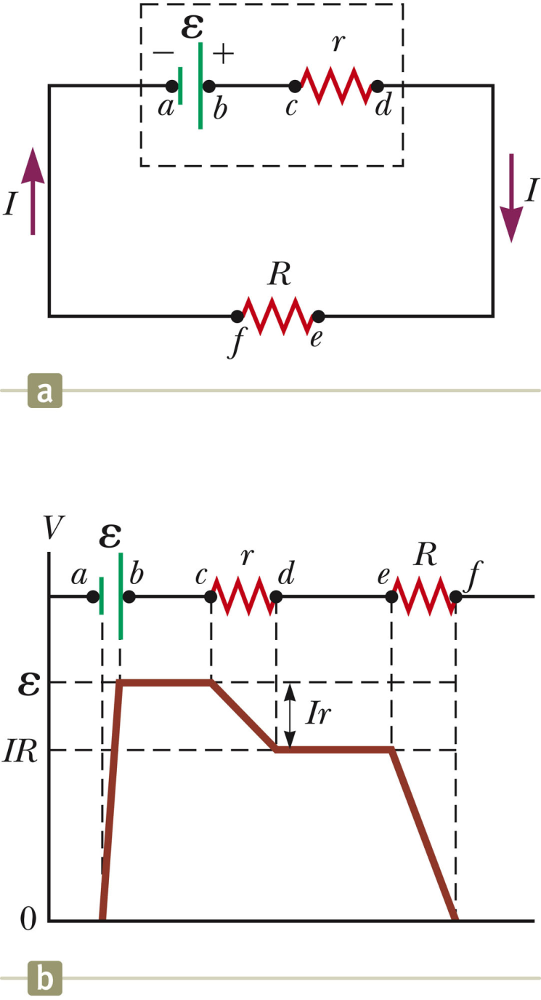 ε
− + r
a b c d
I I
R
f e
a
V ε r R
a b c d e f
ε
Ir
IR
0
b